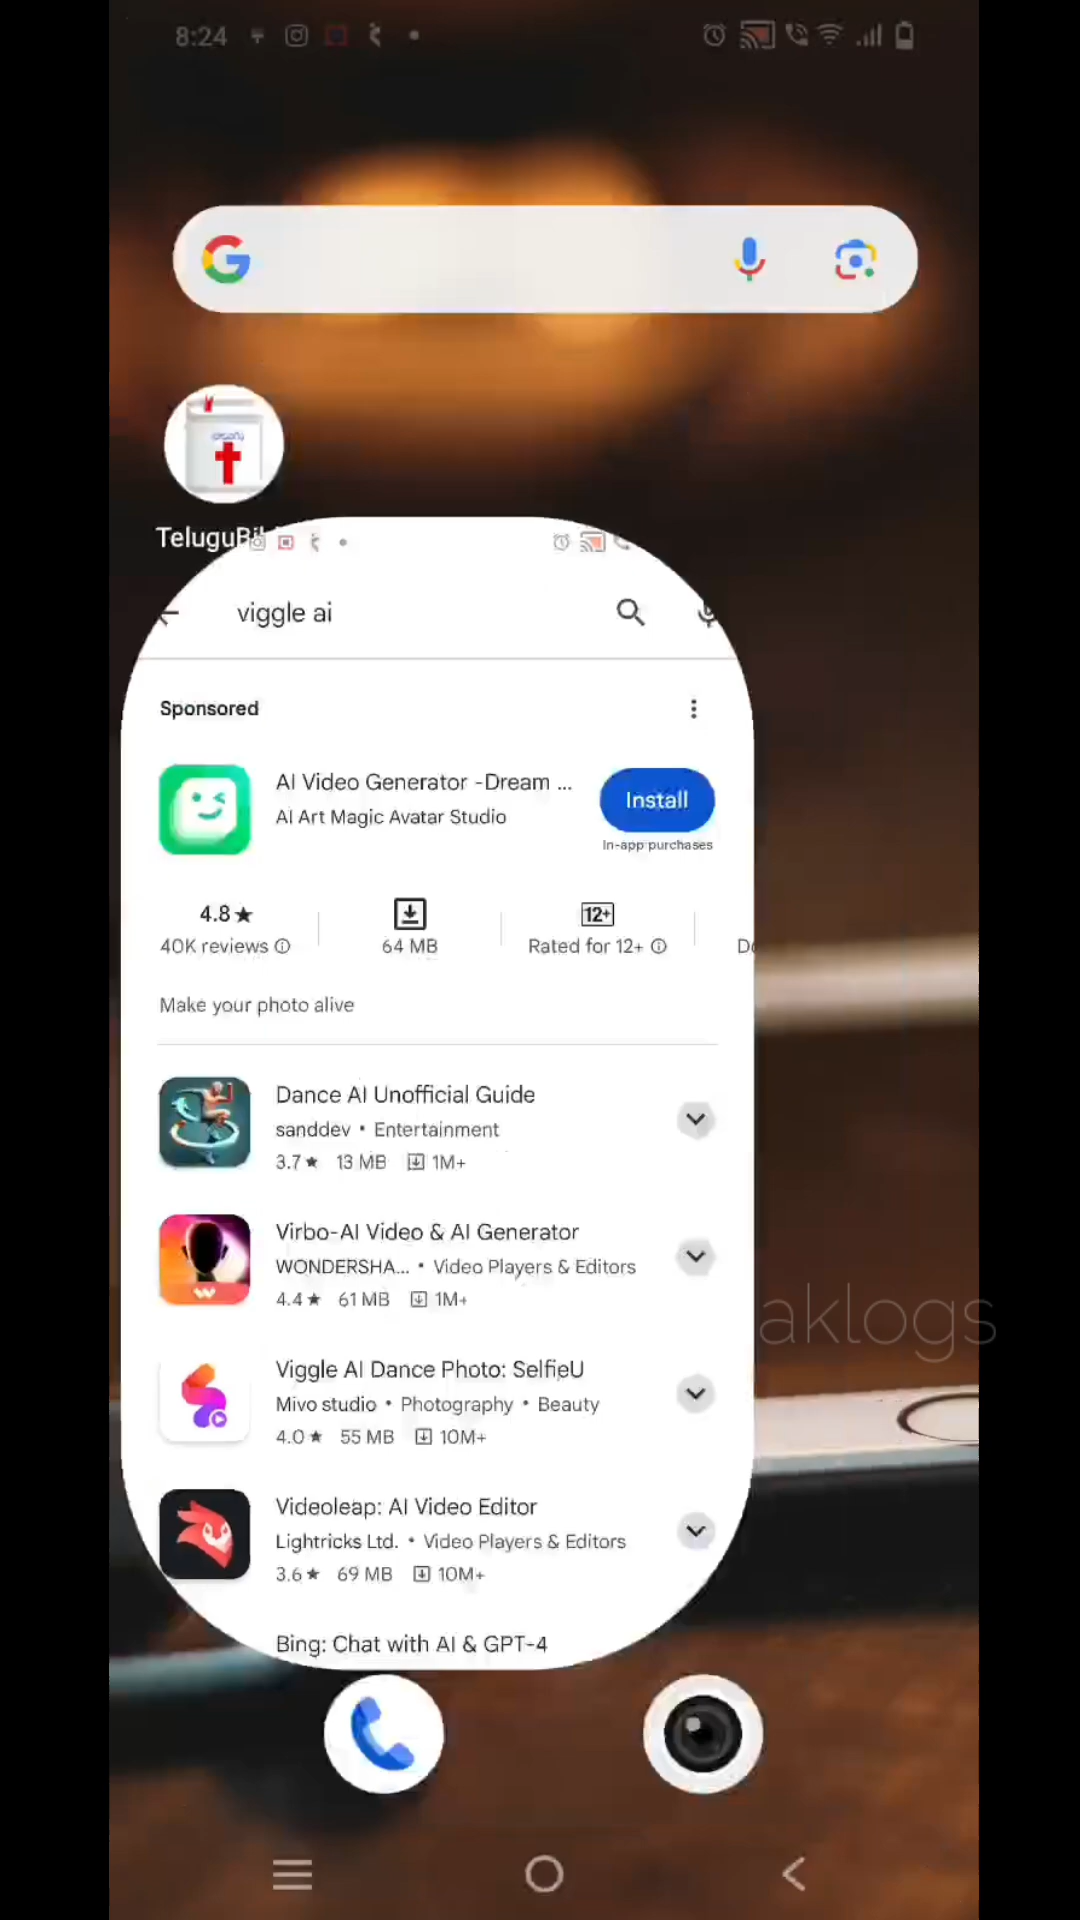 8:24
TeluguBi
viggle ai
Sponsored
AI Video Generator -Dream ...
AI Art Magic Avatar Studio
Install
In-app purchases
4.8★
40K reviews
64 MB
12+
Rated for 12+
Make your photo alive
Dance AI Unofficial Guide
sanddev • Entertainment
3.7★ 13 MB 1M+
Virbo-AI Video & AI Generator
WONDERSHA... • Video Players & Editors
4.4★ 61 MB 1M+
aklogs
Viggle AI Dance Photo: SelfieU
Mivo studio • Photography • Beauty
4.0★ 55 MB 10M+
Videoleap: AI Video Editor
Lightricks Ltd. • Video Players & Editors
3.6★ 69 MB 10M+
Bing: Chat with AI & GPT-4